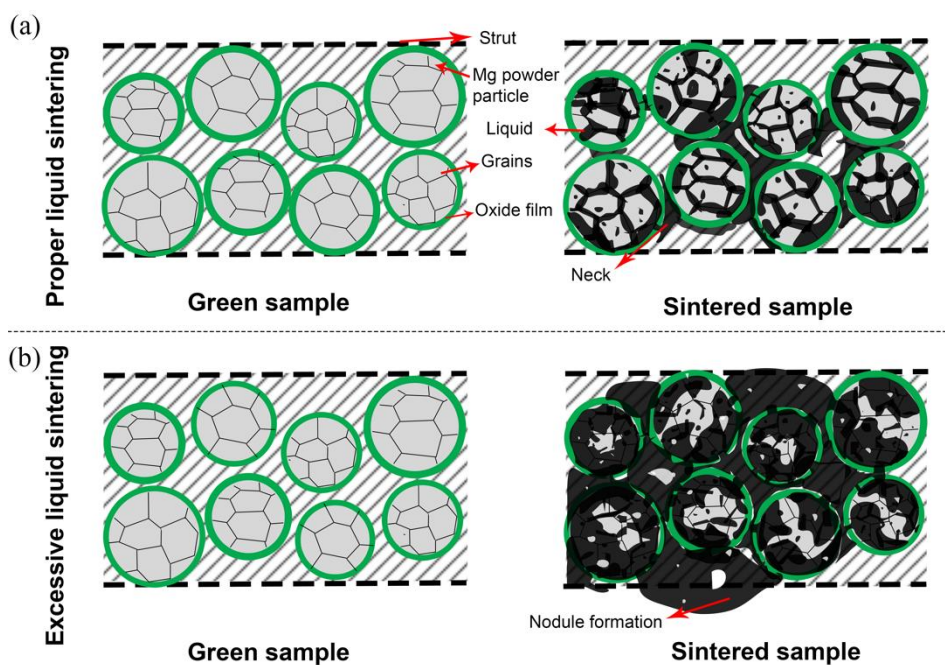 (a)
Proper liquid sintering
Strut
Mg powder
particle
Liquid
Grains
Oxide film
Neck
Green sample
Sintered sample
(b)
Excessive liquid sintering
Nodule formation
Green sample
Sintered sample